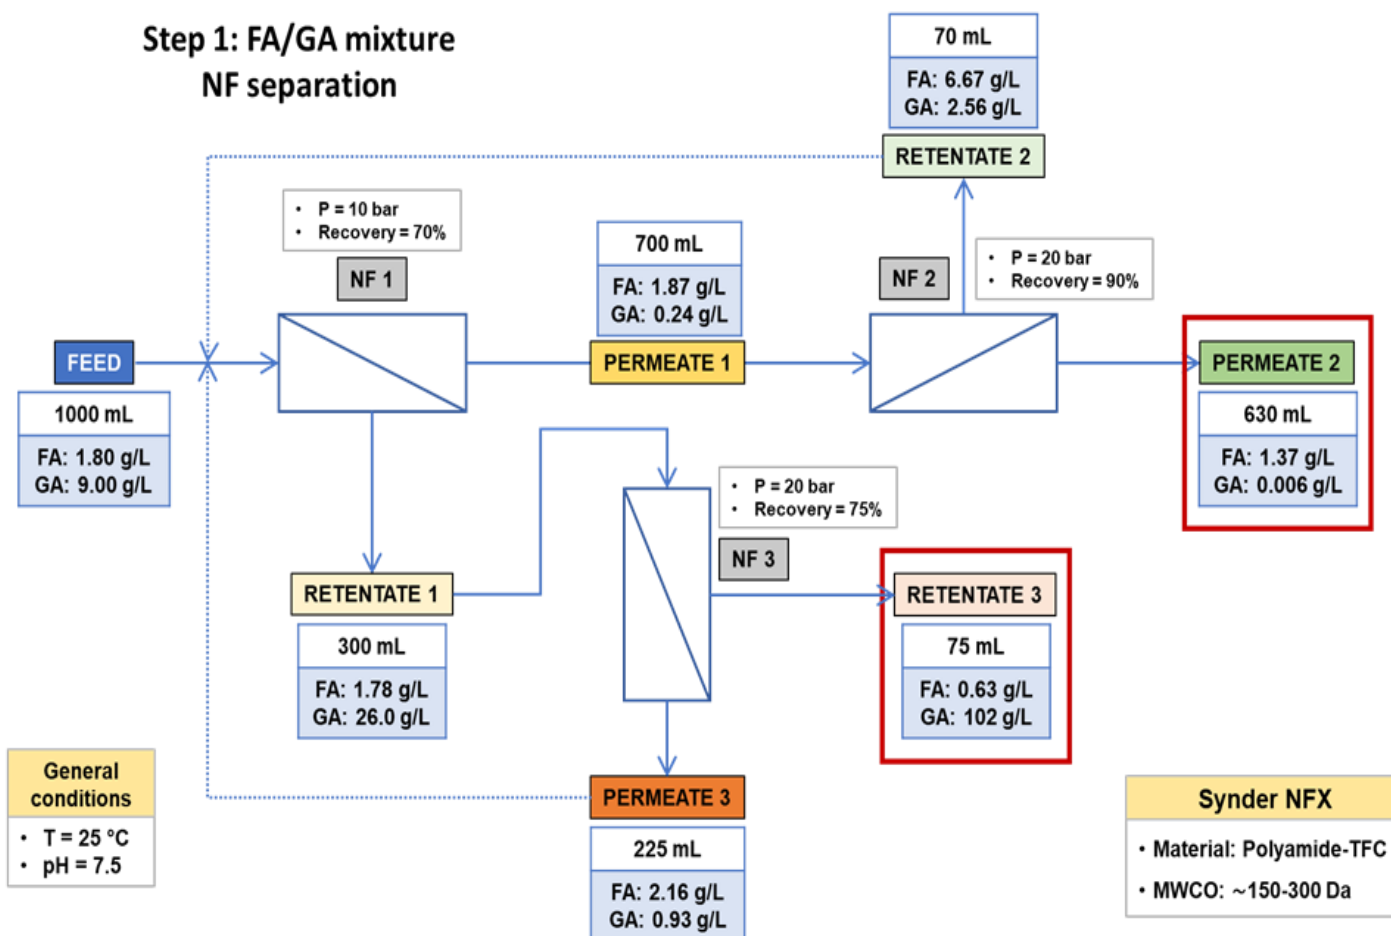 Step 1: FA/GA mixture
NF separation
70 mL
FA: 6.67 g/L
GA: 2.56 g/L
RETENTATE 2
• P = 10 bar
• Recovery = 70%
NF 1
700 mL
FA: 1.87 g/L
GA: 0.24 g/L
PERMEATE 1
NF 2
• P = 20 bar
• Recovery = 90%
FEED
1000 mL
FA: 1.80 g/L
GA: 9.00 g/L
PERMEATE 2
630 mL
FA: 1.37 g/L
GA: 0.006 g/L
• P = 20 bar
• Recovery = 75%
NF 3
RETENTATE 1
300 mL
FA: 1.78 g/L
GA: 26.0 g/L
RETENTATE 3
75 mL
FA: 0.63 g/L
GA: 102 g/L
General
conditions
• T = 25 °C
• pH = 7.5
PERMEATE 3
225 mL
FA: 2.16 g/L
GA: 0.93 g/L
Synder NFX
• Material: Polyamide-TFC
• MWCO: ~150-300 Da